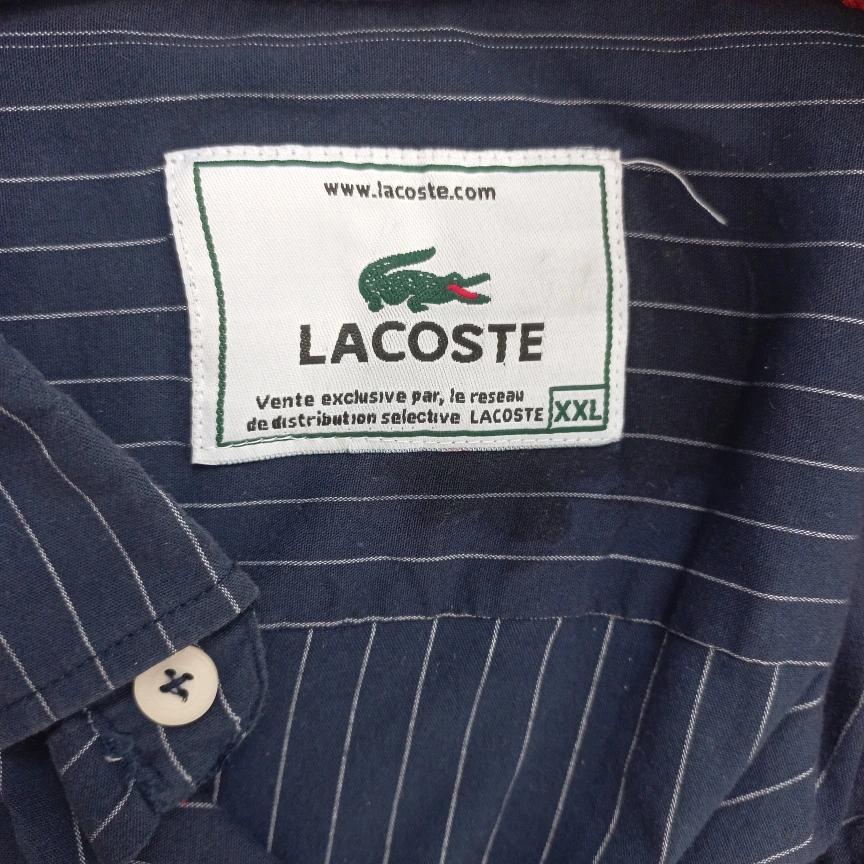 www.lacoste.com
LACOSTE
Vente exclusive par, le reseau
de distribution selective LACOSTE XXL